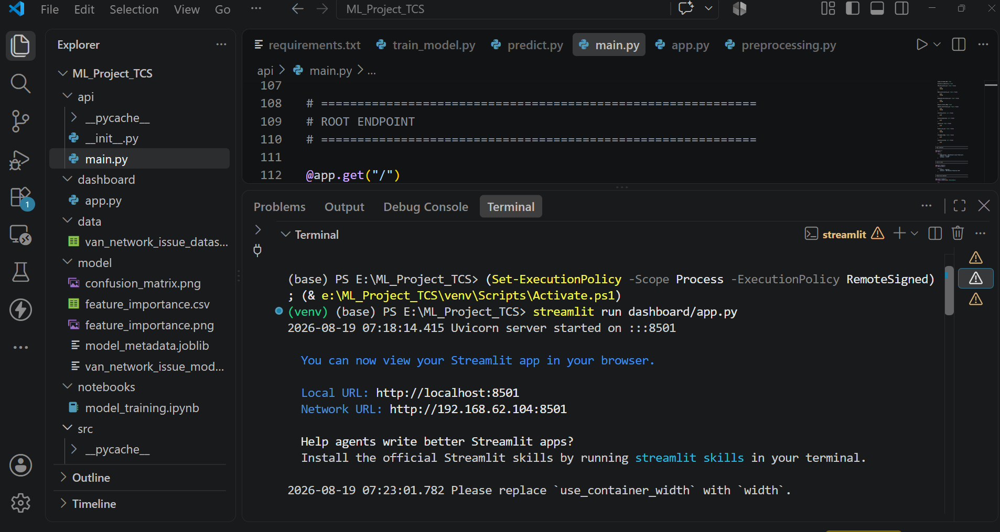 File Edit Selection View Go ···
ML_Project_TCS
Explorer
ML_Project_TCS
api
__pycache__
__init__.py
main.py
dashboard
app.py
data
van_network_issue_datas...
model
confusion_matrix.png
feature_importance.csv
feature_importance.png
model_metadata.joblib
van_network_issue_mod...
notebooks
model_training.ipynb
src
__pycache__
Outline
Timeline
1
requirements.txt train_model.py predict.py main.py app.py preprocessing.py
api > main.py > ...
107
108 # ================================================================
109 # ROOT ENDPOINT
110 # ================================================================
111
112 @app.get("/")
Problems Output Debug Console Terminal
Terminal
streamlit
(base) PS E:\ML_Project_TCS> (Set-ExecutionPolicy -Scope Process -ExecutionPolicy RemoteSigned)
; (& e:\ML_Project_TCS\venv\Scripts\Activate.ps1)
(venv) (base) PS E:\ML_Project_TCS> streamlit run dashboard/app.py
2026-08-19 07:18:14.415 Uvicorn server started on :::8501
You can now view your Streamlit app in your browser.
Local URL: http://localhost:8501
Network URL: http://192.168.62.104:8501
Help agents write better Streamlit apps?
Install the official Streamlit skills by running streamlit skills in your terminal.
2026-08-19 07:23:01.782 Please replace `use_container_width` with `width`.